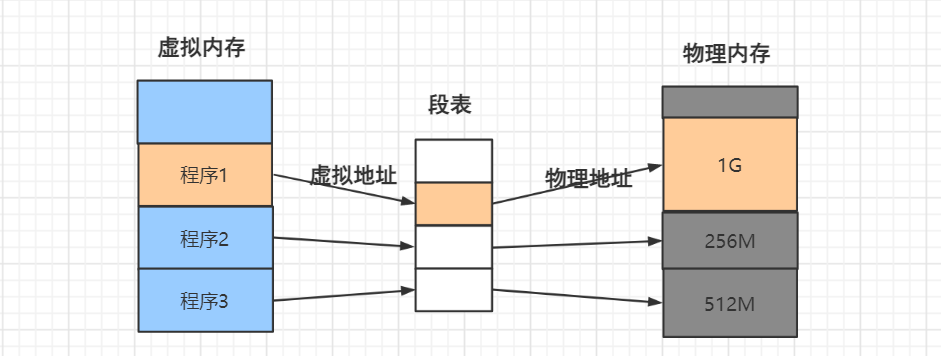 虚拟内存
物理内存
段表
程序1
虚拟地址
物理地址
1G
程序2
256M
程序3
512M